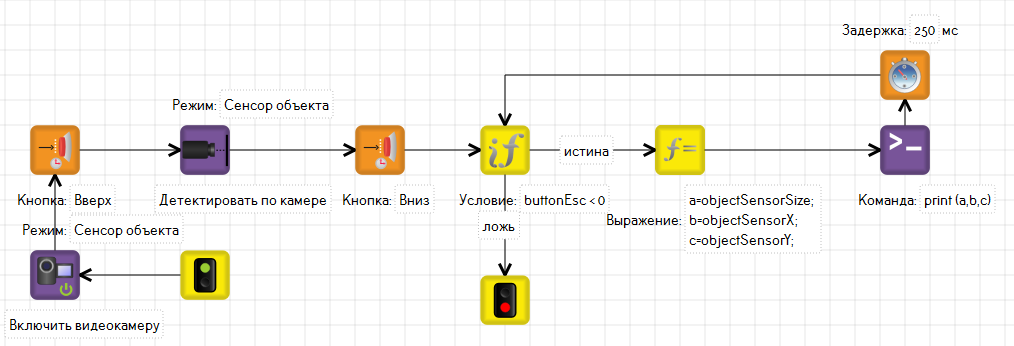 Задержка: 250 мс
Режим: Сенсор объекта
истина
Кнопка: Вверх
Детектировать по камере
Кнопка: Вниз
Условие: buttonEsc < 0
Выражение:
a=objectSensorSize;
b=objectSensorX;
c=objectSensorY;
Команда: print (a,b,c)
Режим: Сенсор объекта
ложь
Включить видеокамеру